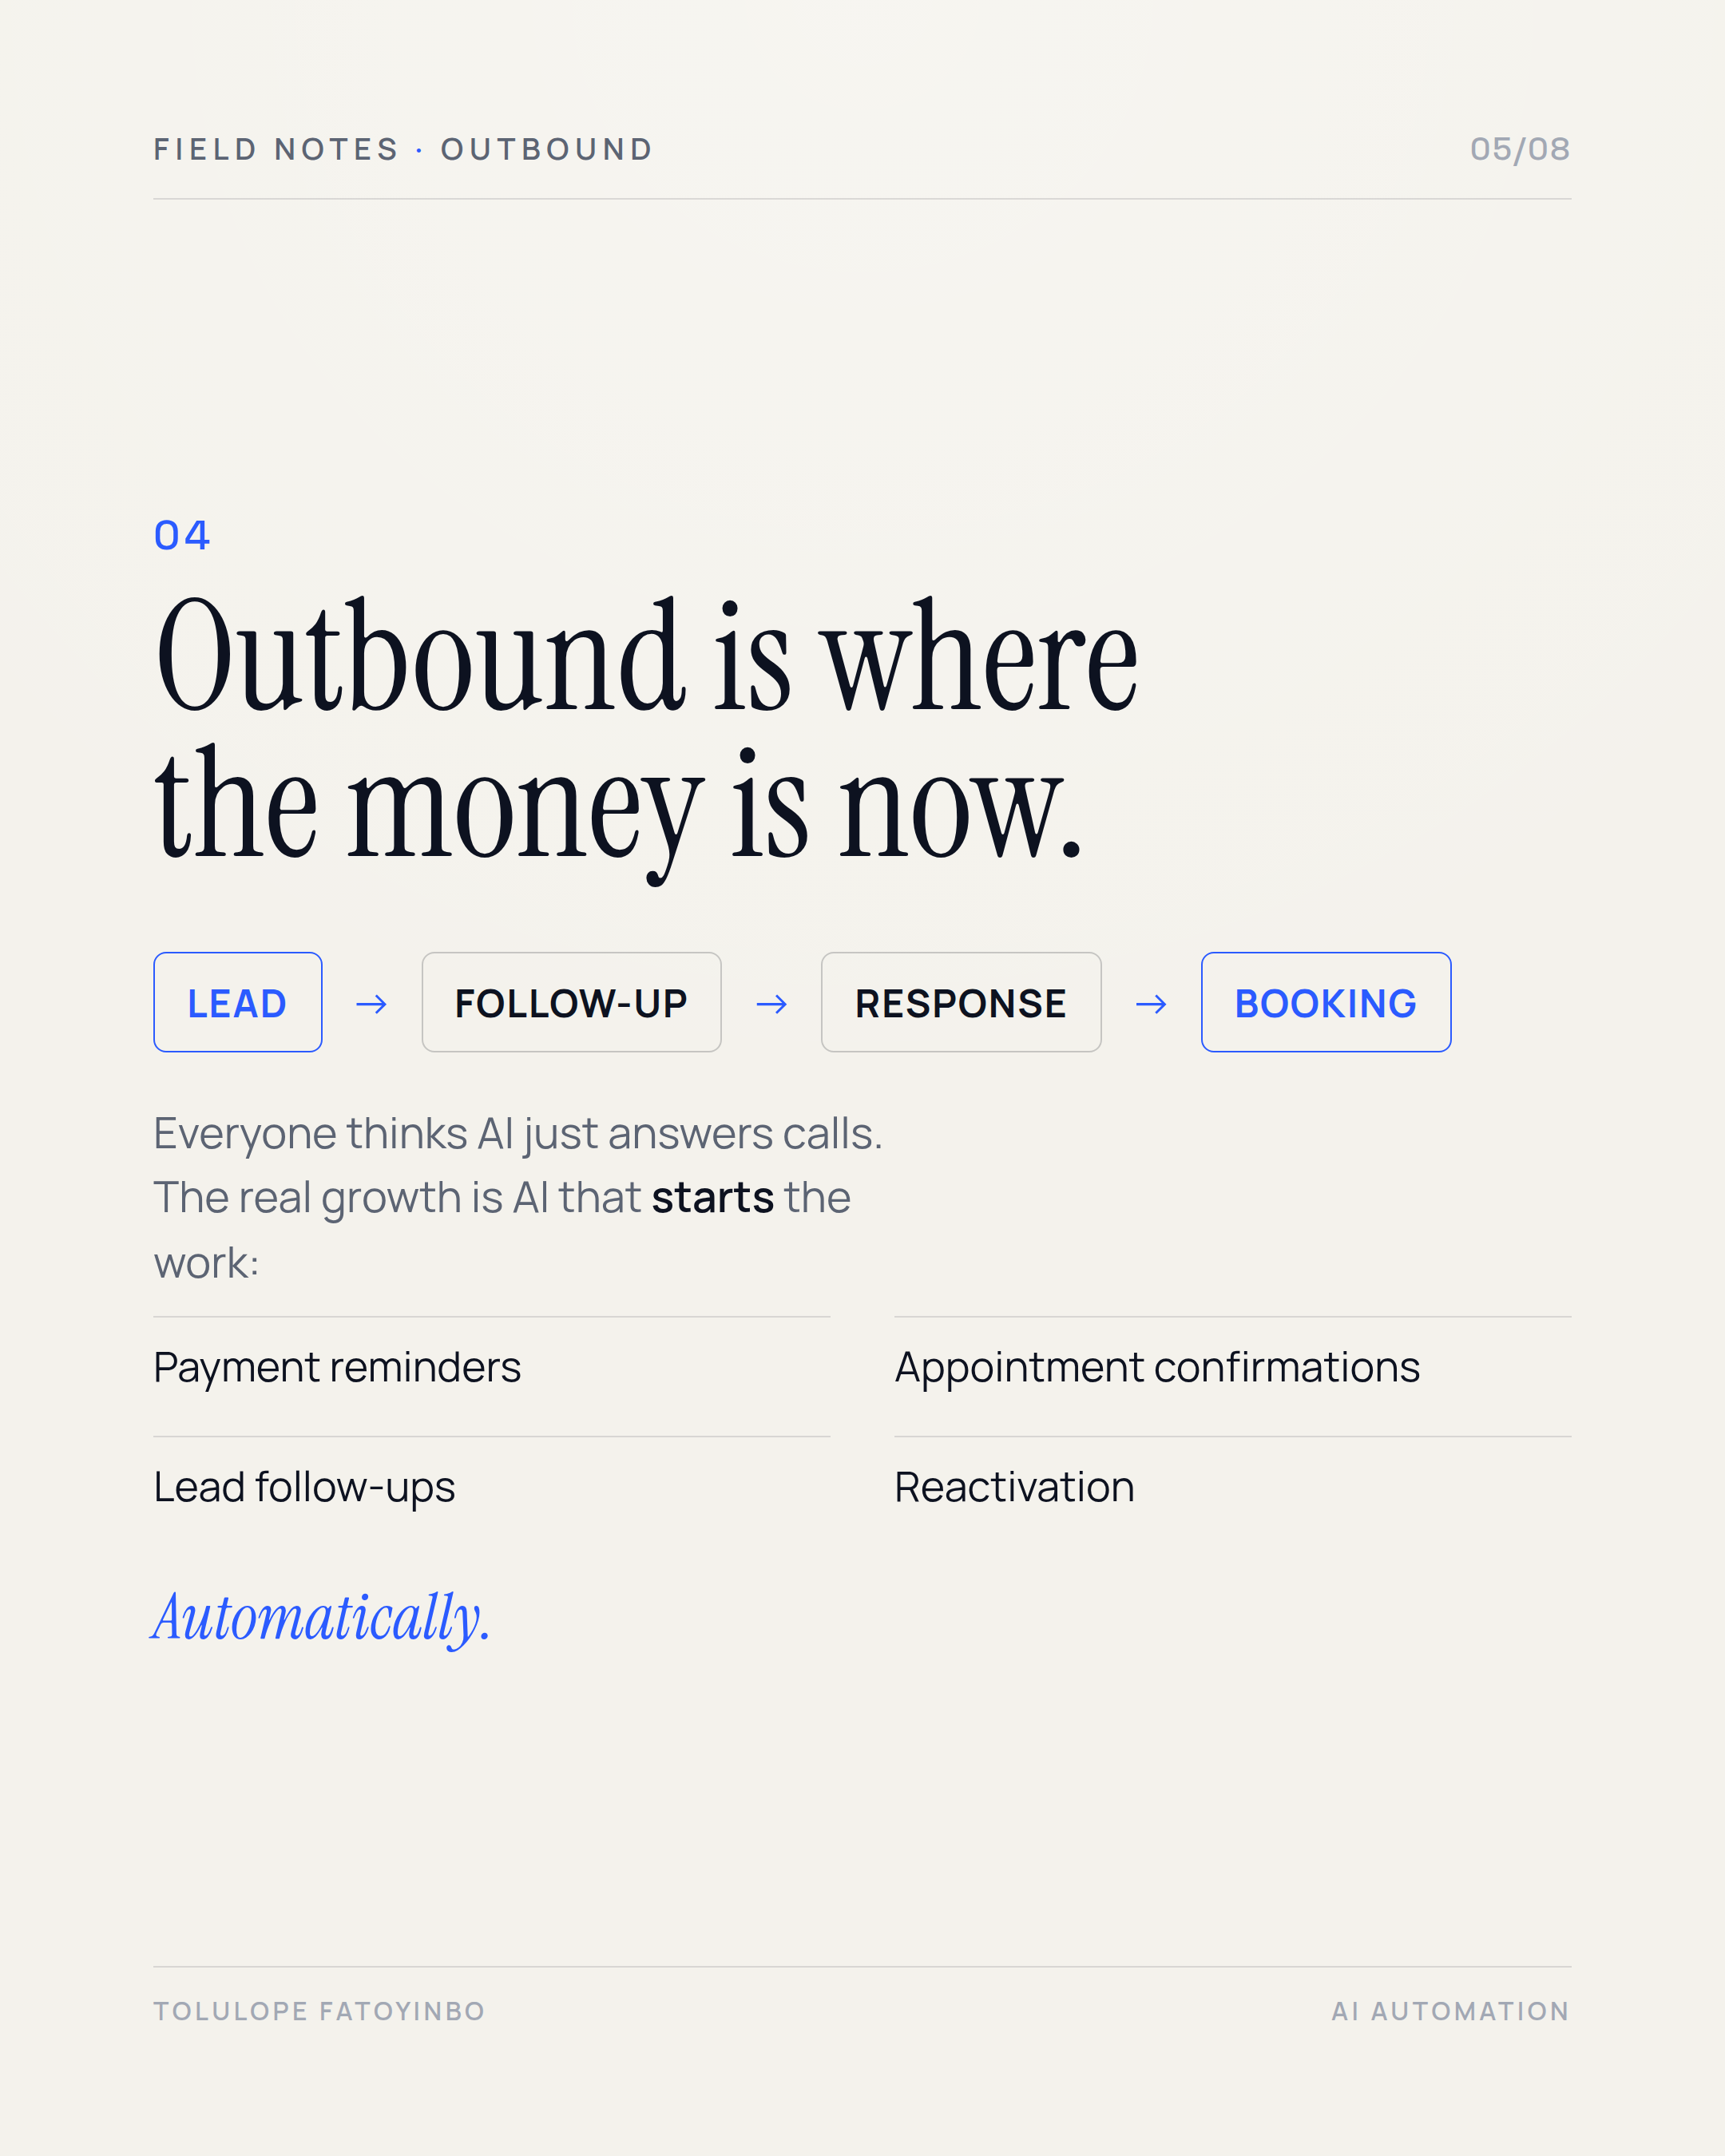 FIELD NOTES · OUTBOUND
05/08
04
Outbound is where
the money is now.
LEAD → FOLLOW-UP → RESPONSE → BOOKING
Everyone thinks AI just answers calls.
The real growth is AI that starts the
work:
Payment reminders
Appointment confirmations
Lead follow-ups
Reactivation
Automatically.
TOLULOPE FATOYINBO
AI AUTOMATION